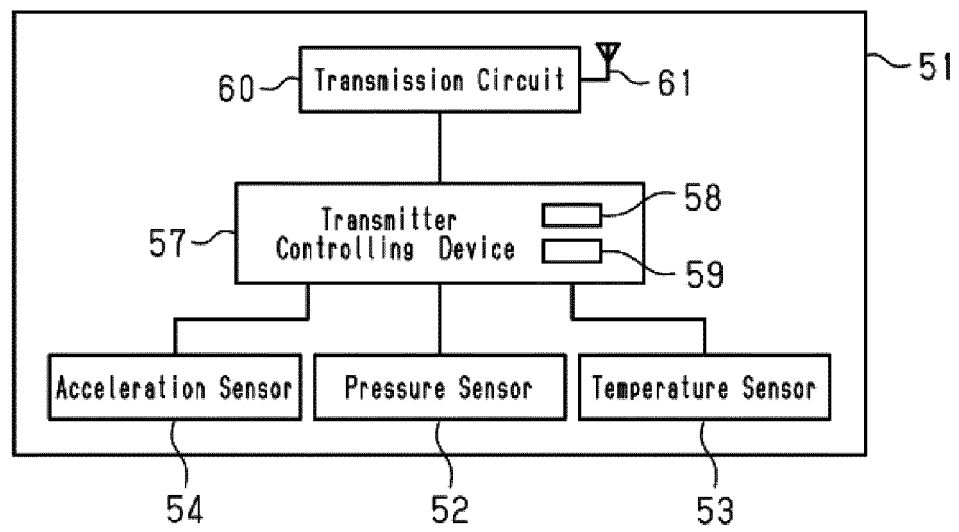 51
60
Transmission Circuit
61
57
Transmitter
Controlling Device
58
59
Acceleration Sensor
Pressure Sensor
Temperature Sensor
54
52
53